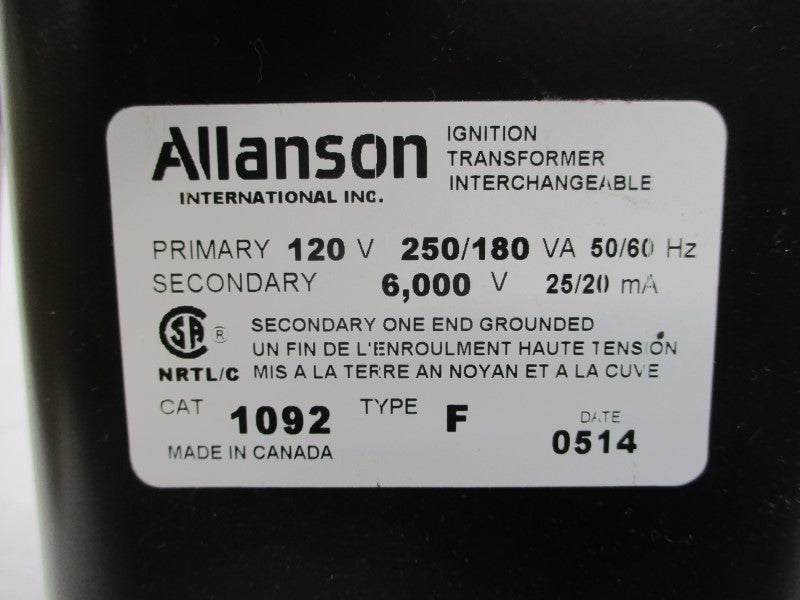 Allanson
INTERNATIONAL INC.
IGNITION
TRANSFORMER
INTERCHANGEABLE
PRIMARY 120 V 250/180 VA 50/60 Hz
SECONDARY 6,000 V 25/20 mA
SA ®
NRTL/C
SECONDARY ONE END GROUNDED
UN FIN DE L'ENROULMENT HAUTE TENSION
MIS A LA TERRE AN NOYAN ET A LA CUVE
CAT 1092 TYPE F
DATE
0514
MADE IN CANADA